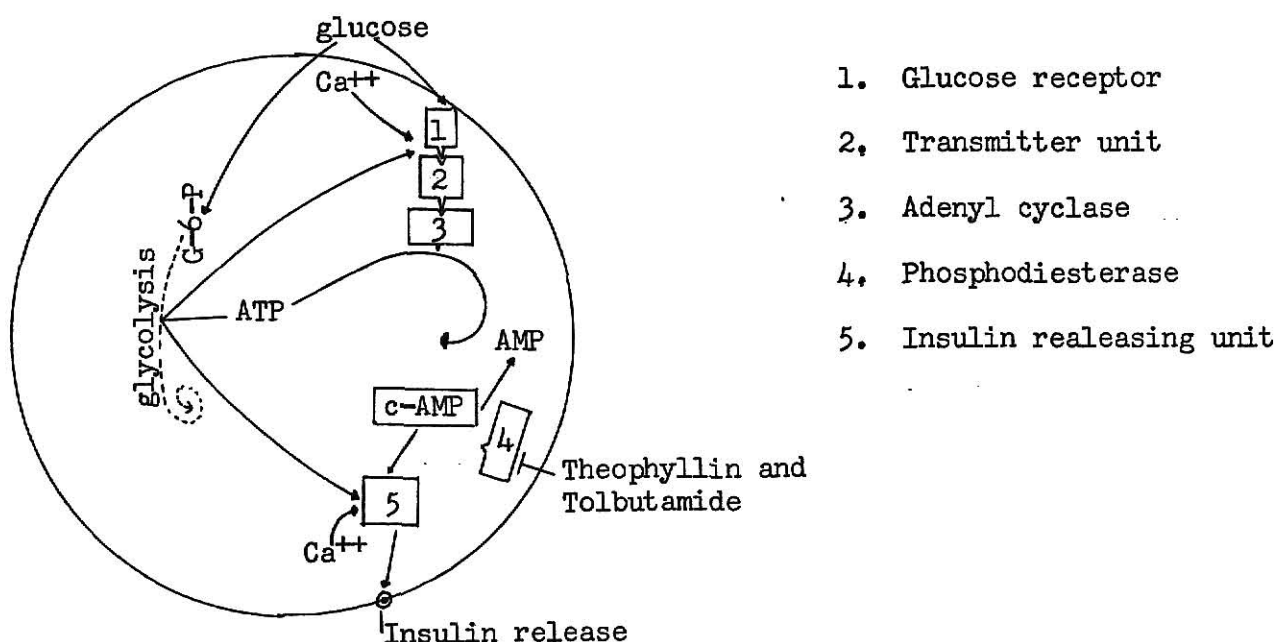 glucose
Ca++
1
2
3
G-6-P
glycolysis
ATP
AMP
c-AMP
4
5
Ca++
Theophyllin and
Tolbutamide
Insulin release
1. Glucose receptor
2. Transmitter unit
3. Adenyl cyclase
4. Phosphodiesterase
5. Insulin realeasing unit